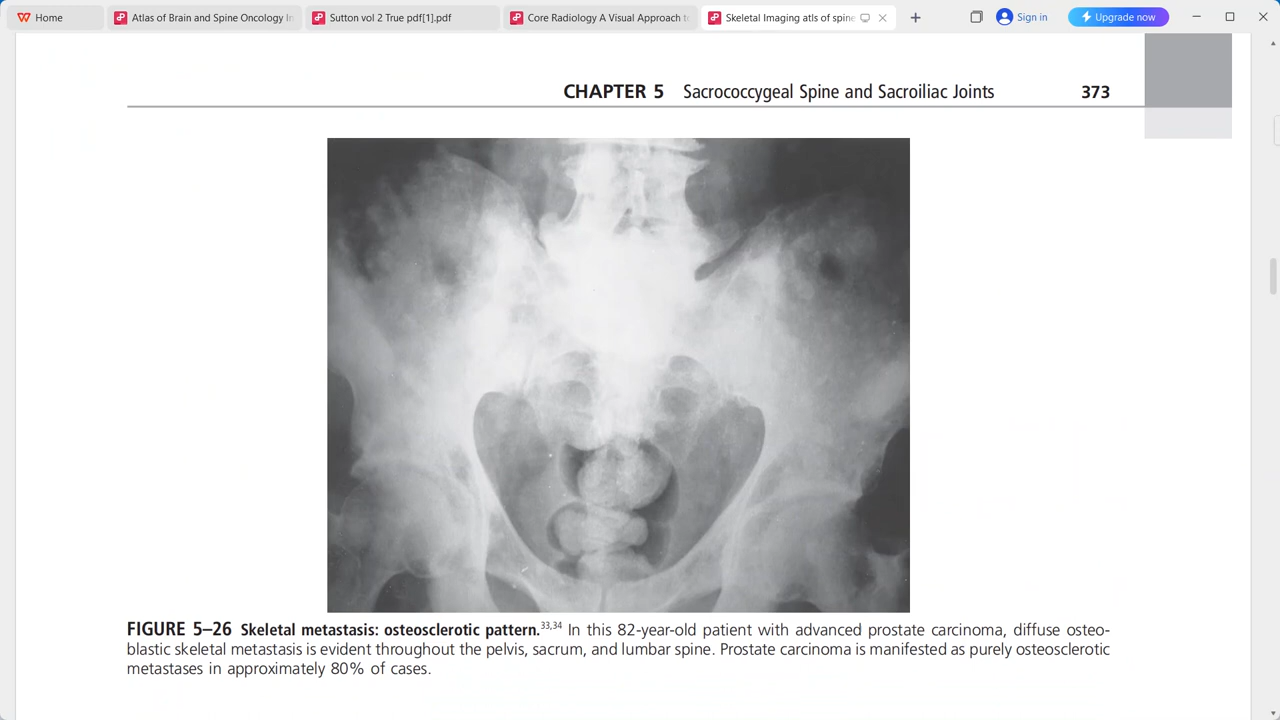 Home
Atlas of Brain and Spine Oncology In
Sutton vol 2 True pdf[1].pdf
Core Radiology A Visual Approach to
Skeletal Imaging atls of spine
Sign in
Upgrade now
CHAPTER 5 Sacrococcygeal Spine and Sacroiliac Joints 373
FIGURE 5–26 Skeletal metastasis: osteosclerotic pattern.33,34 In this 82-year-old patient with advanced prostate carcinoma, diffuse osteo-
blastic skeletal metastasis is evident throughout the pelvis, sacrum, and lumbar spine. Prostate carcinoma is manifested as purely osteosclerotic
metastases in approximately 80% of cases.